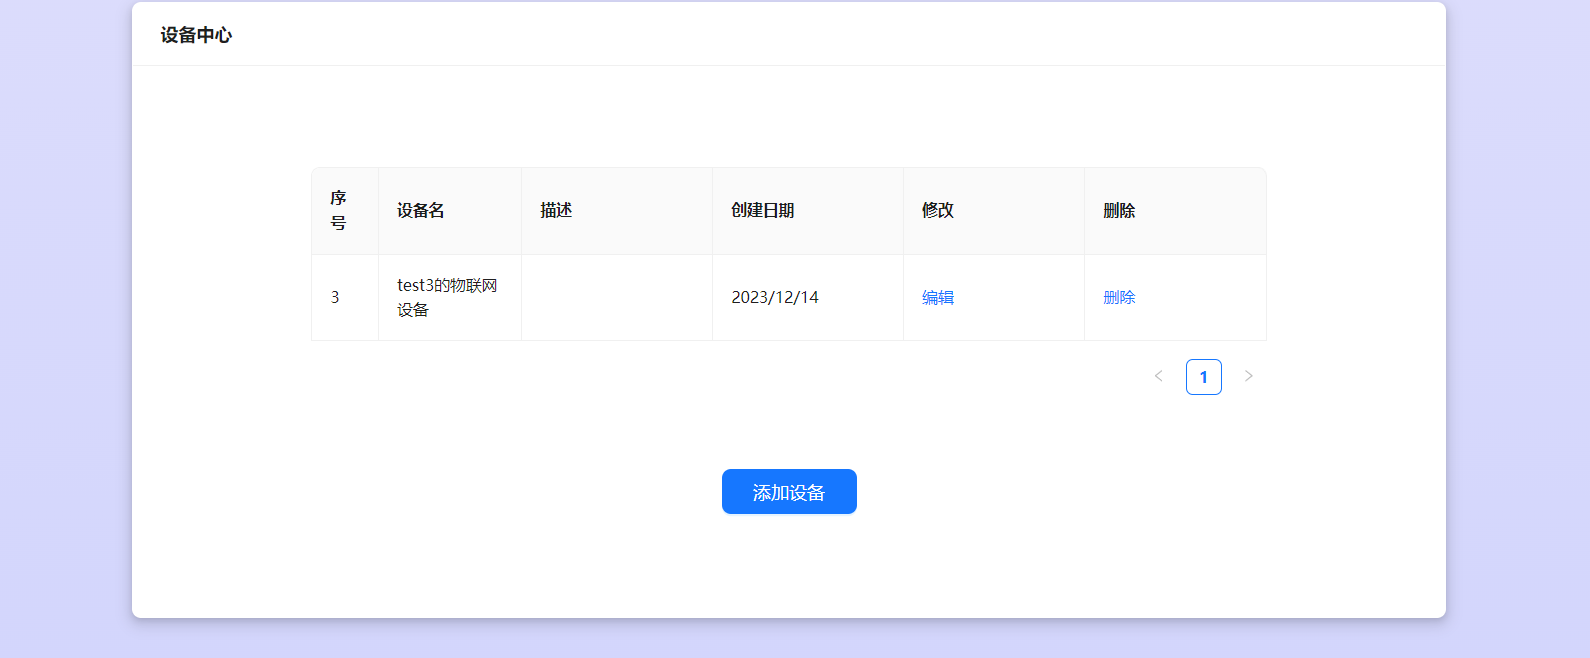 设备中心
序号
设备名
描述
创建日期
修改
删除
3
test3的物联网
设备
2023/12/14
编辑
删除
1
添加设备